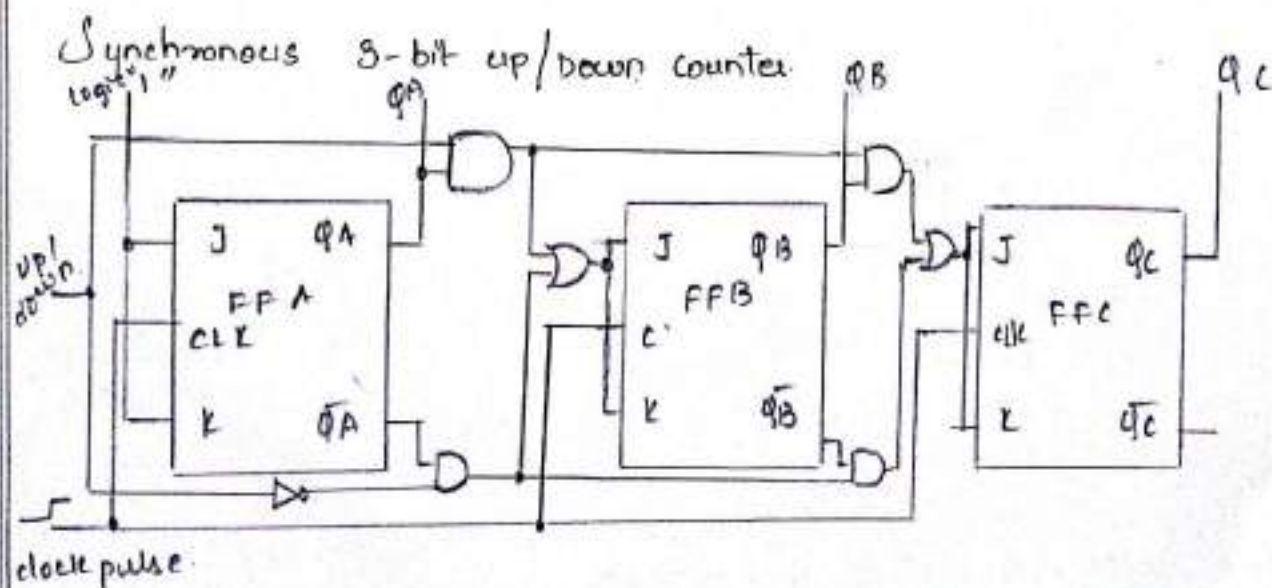 Synchronous 3-bit up/Down counter.
logic "1"
QA
QB
QC
up/
down
J QA
FF A
CLK
K Q̅A̅
J QB
FFB
C
K Q̅B̅
J QC
FFC
CLK
K Q̅C̅
clock pulse.